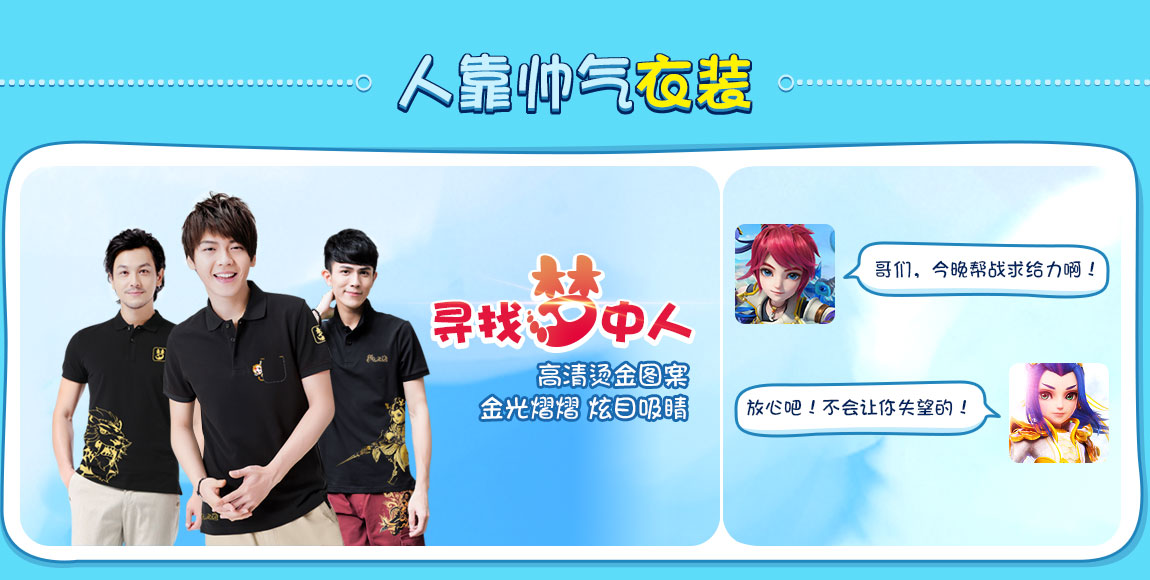 人靠帅气衣装
寻找梦中人
高清烫金图案
金光熠熠 炫目吸睛
哥们，今晚帮战求给力啊！
放心吧！不会让你失望的！